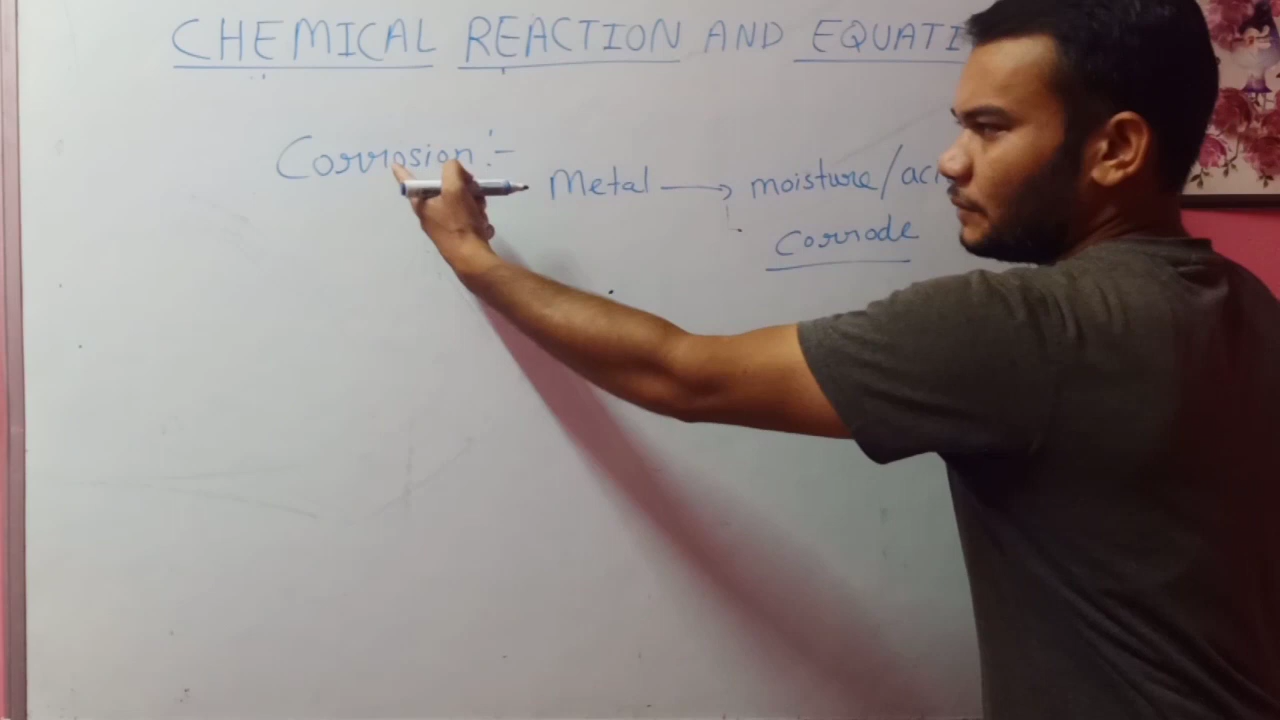 CHEMICAL REACTION AND EQUATI
Corrosion :-
Metal → moisture/aci
Corrode